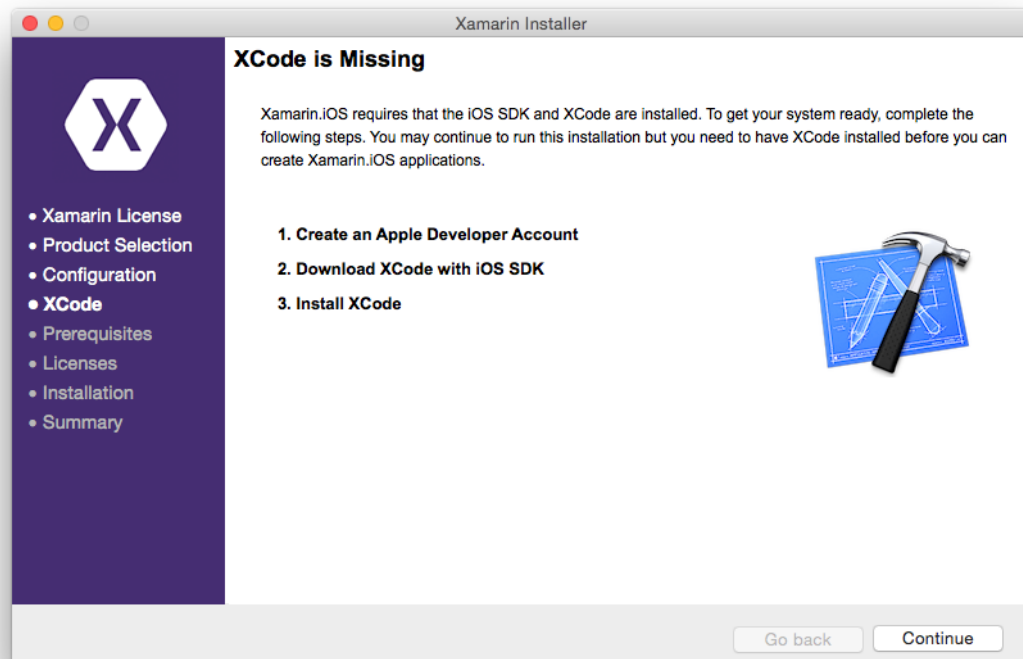 Xamarin Installer
XCode is Missing
Xamarin.iOS requires that the iOS SDK and XCode are installed. To get your system ready, complete the
following steps. You may continue to run this installation but you need to have XCode installed before you can
create Xamarin.iOS applications.
• Xamarin License
• Product Selection
• Configuration
• XCode
• Prerequisites
• Licenses
• Installation
• Summary
1. Create an Apple Developer Account
2. Download XCode with iOS SDK
3. Install XCode
Go back
Continue